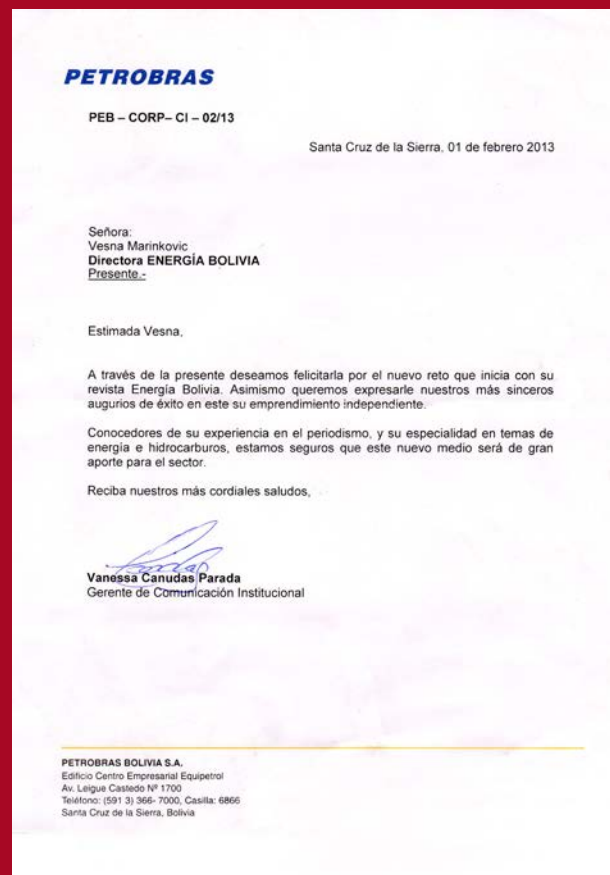 PETROBRAS
PEB – CORP– CI – 02/13
Santa Cruz de la Sierra, 01 de febrero 2013
Señora:
Vesna Marinkovic
Directora ENERGÍA BOLIVIA
Presente.-
Estimada Vesna,
A través de la presente deseamos felicitarla por el nuevo reto que inicia con su
revista Energía Bolivia. Asimismo queremos expresarle nuestros más sinceros
augurios de éxito en este su emprendimiento independiente.
Conocedores de su experiencia en el periodismo, y su especialidad en temas de
energía e hidrocarburos, estamos seguros que este nuevo medio será de gran
aporte para el sector.
Reciba nuestros más cordiales saludos,
Vanessa Canudas Parada
Gerente de Comunicación Institucional
PETROBRAS BOLIVIA S.A.
Edificio Centro Empresarial Equipetrol
Av. Leigue Castedo Nº 1700
Teléfono: (591 3) 366- 7000, Casilla: 6866
Santa Cruz de la Sierra, Bolivia